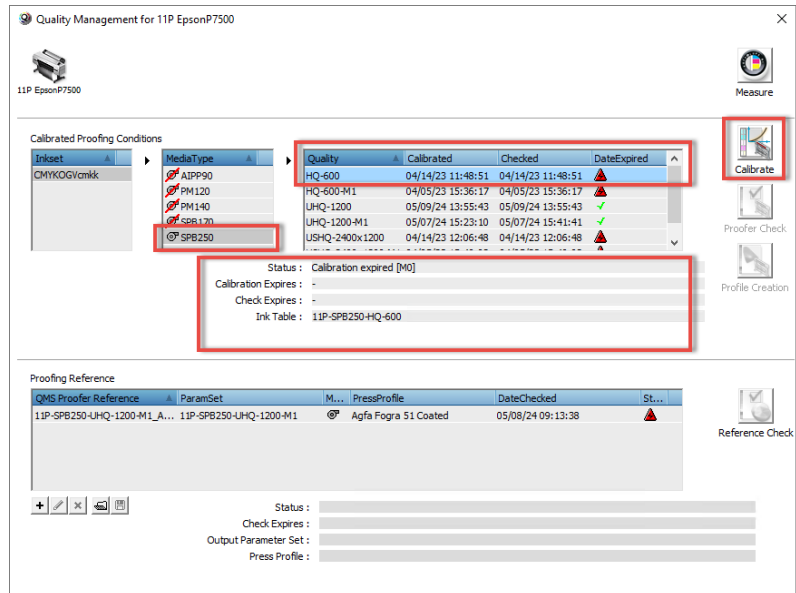 Quality Management for 11P EpsonP7500
11P EpsonP7500
Measure
Calibrated Proofing Conditions
Inkset MediaType Quality Calibrated Checked DateExpired
CMYKOGVcmkk AIPP90 HQ-600 04/14/23 11:48:51 04/14/23 11:48:51
PM120 HQ-600-M1 04/05/23 15:36:17 04/05/23 15:36:17
PM140 UHQ-1200 05/09/24 13:55:43 05/09/24 13:55:43
SPB170 UHQ-1200-M1 05/07/24 15:23:10 05/07/24 15:41:41
SPB250 USHQ-2400x1200 04/14/23 12:06:48 04/14/23 12:06:48
Calibrate
Proofer Check
Profile Creation
Status : Calibration expired [M0]
Calibration Expires : -
Check Expires : -
Ink Table : 11P-SPB250-HQ-600
Proofing Reference
QMS Proofer Reference ParamSet M... PressProfile DateChecked St...
11P-SPB250-UHQ-1200-M1_A... 11P-SPB250-UHQ-1200-M1 Agfa Fogra 51 Coated 05/08/24 09:13:38
Reference Check
Status :
Check Expires :
Output Parameter Set :
Press Profile :